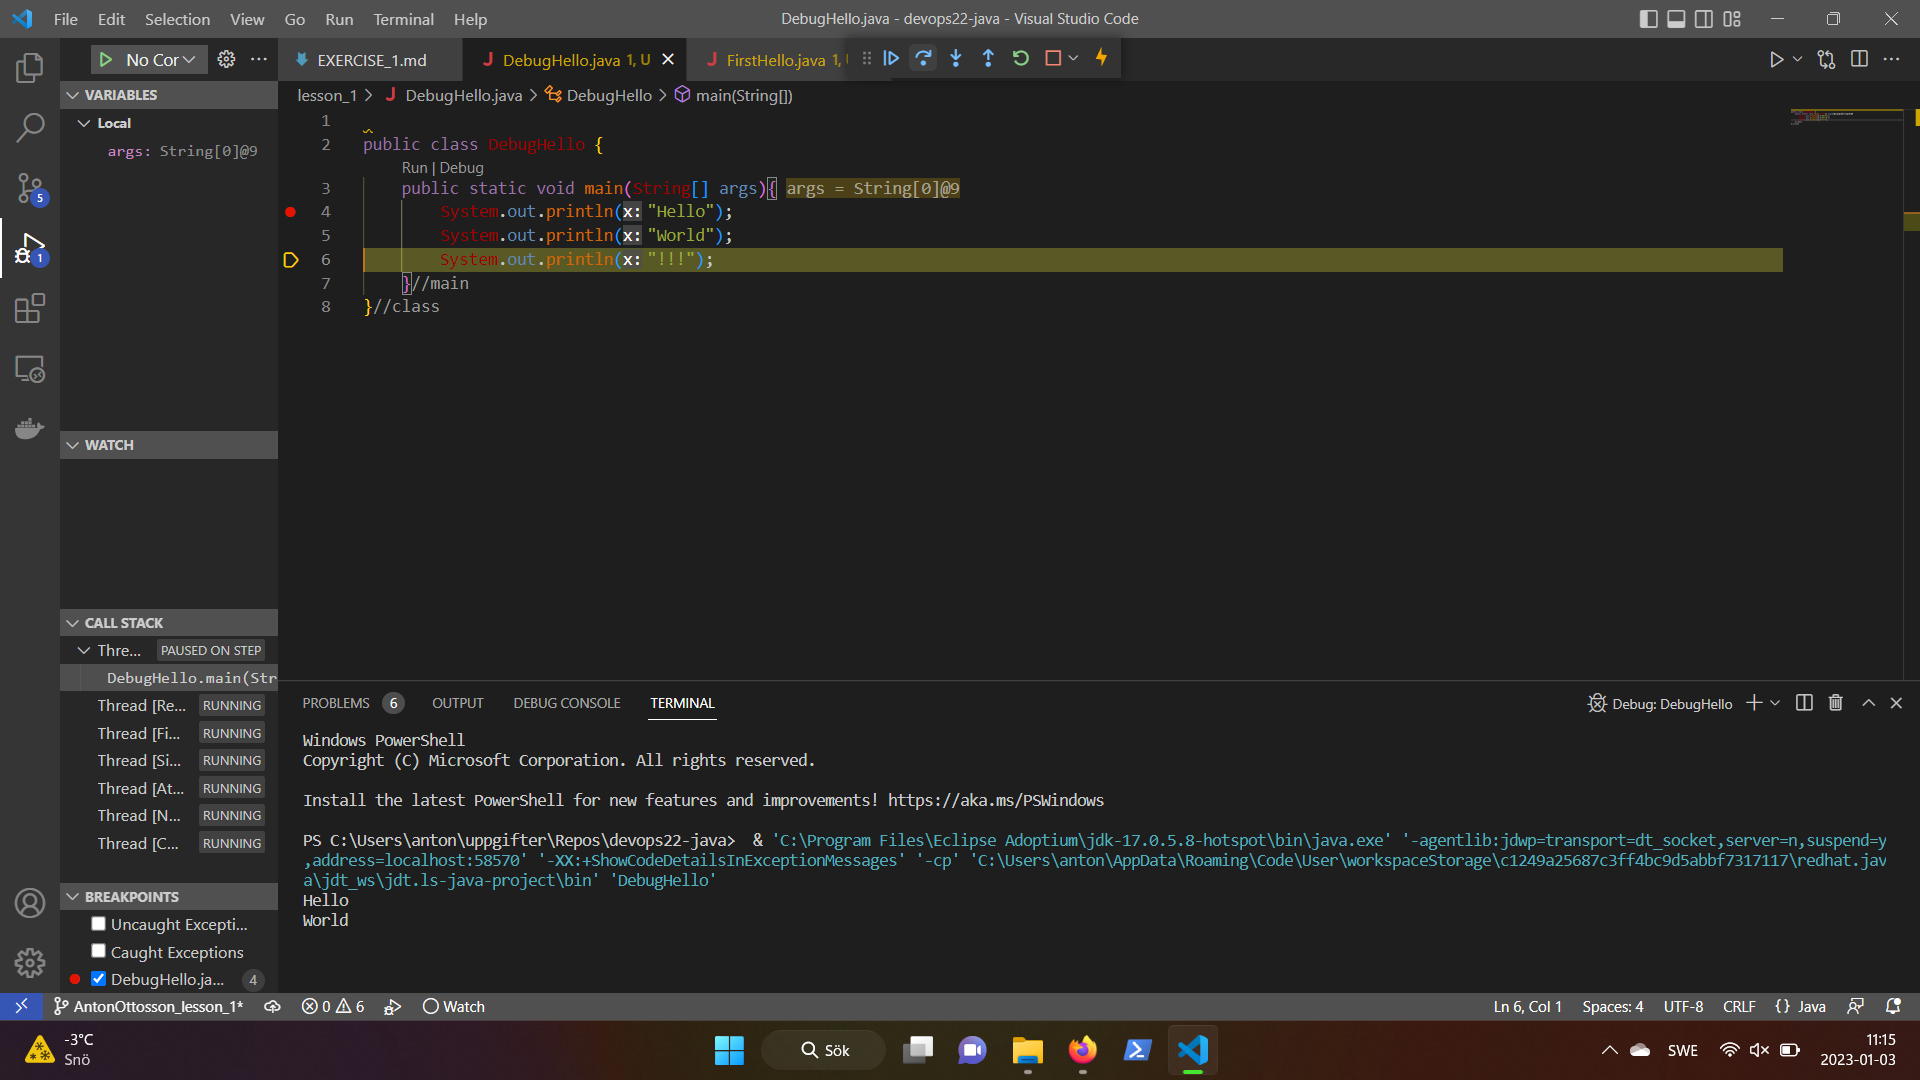 File Edit Selection View Go Run Terminal Help
DebugHello.java - devops22-java - Visual Studio Code
No Cor
EXERCISE_1.md
DebugHello.java 1, U
FirstHello.java 1, U
VARIABLES
Local
args: String[0]@9
lesson_1 > DebugHello.java > DebugHello > main(String[])
1
2 public class DebugHello {
Run | Debug
3 public static void main(String[] args){ args = String[0]@9
4 System.out.println(x: "Hello");
5 System.out.println(x: "World");
6 System.out.println(x: "!!!");
7 }//main
8 }//class
5
1
WATCH
CALL STACK
Thre... PAUSED ON STEP
DebugHello.main(Str
Thread [Re... RUNNING
Thread [Fi... RUNNING
Thread [Si... RUNNING
Thread [At... RUNNING
Thread [N... RUNNING
Thread [C... RUNNING
BREAKPOINTS
Uncaught Excepti...
Caught Exceptions
DebugHello.ja... 4
PROBLEMS 6 OUTPUT DEBUG CONSOLE TERMINAL
Debug: DebugHello
Windows PowerShell
Copyright (C) Microsoft Corporation. All rights reserved.
Install the latest PowerShell for new features and improvements! https://aka.ms/PSWindows
PS C:\Users\anton\uppgifter\Repos\devops22-java>  & 'C:\Program Files\Eclipse Adoptium\jdk-17.0.5.8-hotspot\bin\java.exe' '-agentlib:jdwp=transport=dt_socket,server=n,suspend=y
,address=localhost:58570' '-XX:+ShowCodeDetailsInExceptionMessages' '-cp' 'C:\Users\anton\AppData\Roaming\Code\User\workspaceStorage\c1249a25687c3ff4bc9d5abbf7317117\redhat.jav
a\jdt_ws\jdt.ls-java-project\bin' 'DebugHello'
Hello
World
AntonOttosson_lesson_1* 0 6 Watch
Ln 6, Col 1 Spaces: 4 UTF-8 CRLF {} Java
-3°C
Snö
Sök
SWE
11:15
2023-01-03